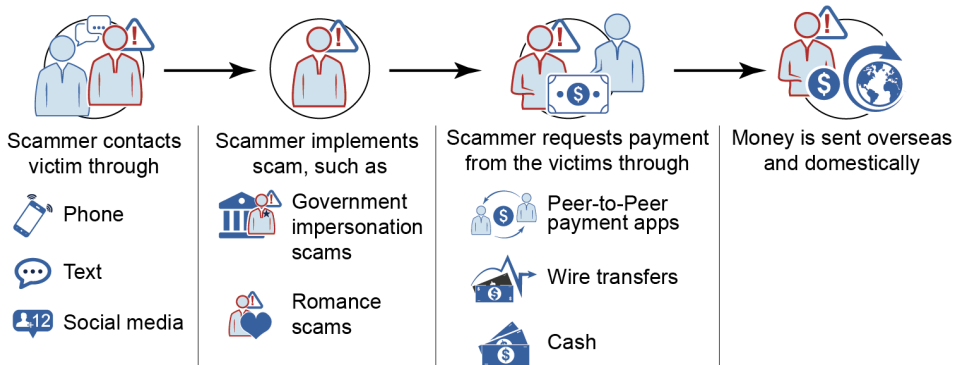 Scammer contacts
victim through
Phone
Text
12
Social media
Scammer implements
scam, such as
Government
impersonation
scams
Romance
scams
Scammer requests payment
from the victims through
$
Peer-to-Peer
payment apps
$
Wire transfers
$
Cash
$
Money is sent overseas
and domestically
$